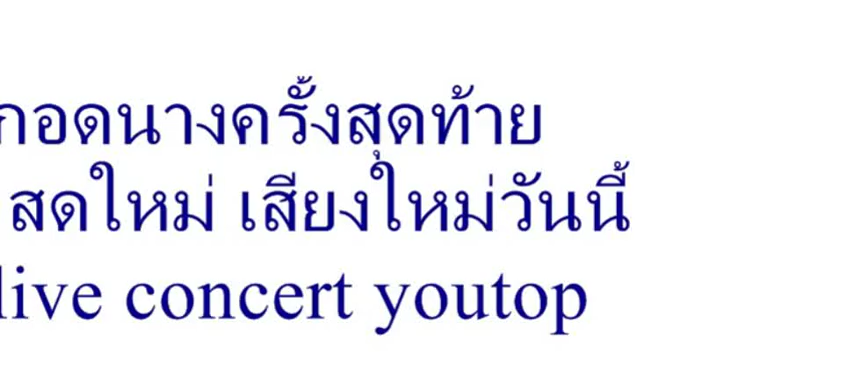 กอดนางครั้งสุดท้าย
สดใหม่ เสียงใหม่วันนี้
live concert youtop